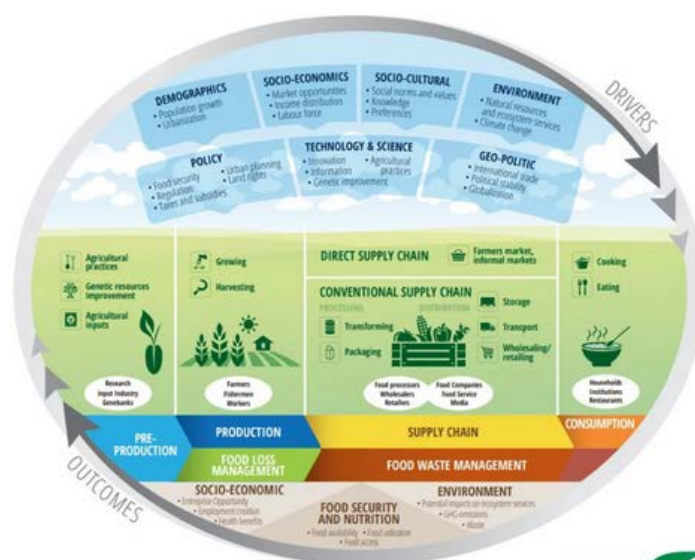 DRIVERS
DEMOGRAPHICS
• Population growth
• Urbanization
SOCIO-ECONOMICS
• Market opportunities
• Income distribution
• Labour force
SOCIO-CULTURAL
• Social norms and values
• Knowledge
• Preferences
ENVIRONMENT
• Natural resources
and ecosystem services
• Climate change
POLICY
• Food security
• Regulation
• Taxes and subsidies
• Urban planning
• Land rights
TECHNOLOGY & SCIENCE
• Innovation
• Information
• Genetic improvement
• Agricultural
practices
GEO-POLITIC
• International trade
• Political stability
• Globalization
Agricultural
practices
Genetic resources
improvement
Agricultural
inputs
Research
Input Industry
Genebanks
Growing
Harvesting
Farmers
Fishermen
Workers
DIRECT SUPPLY CHAIN
Farmers market,
informal markets
CONVENTIONAL SUPPLY CHAIN
PROCESSING
DISTRIBUTION
Transforming
Packaging
Storage
Transport
Wholesaling/
retailing
Food processors
Wholesalers
Retailers
Food Companies
Food Service
Media
Cooking
Eating
Households
Institutions
Restaurants
PRE-
PRODUCTION
PRODUCTION
SUPPLY CHAIN
CONSUMPTION
FOOD LOSS
MANAGEMENT
FOOD WASTE MANAGEMENT
OUTCOMES
SOCIO-ECONOMIC
• Enterprise Opportunity
• Employment creation
• Health benefits
FOOD SECURITY
AND NUTRITION
• Food availability • Food utilization
• Food access
ENVIRONMENT
• Potential impacts on ecosystem services
• GHG emissions
• Waste